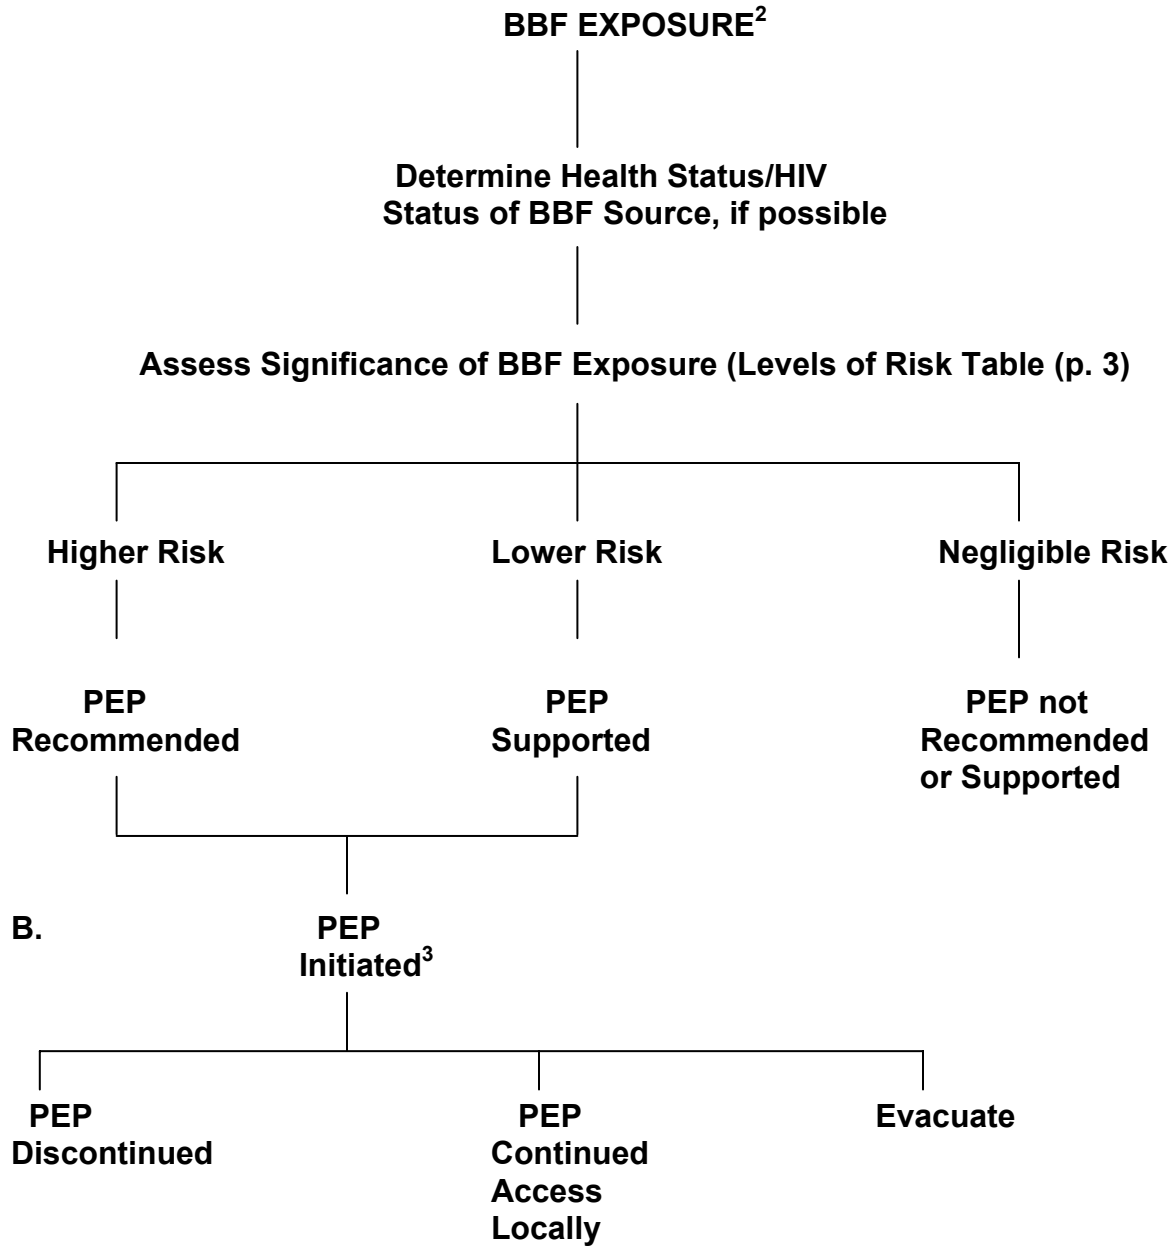 BBF EXPOSURE2
Determine Health Status/HIV
Status of BBF Source, if possible
Assess Significance of BBF Exposure (Levels of Risk Table (p. 3)
Higher Risk
Lower Risk
Negligible Risk
PEP
Recommended
PEP
Supported
PEP not
Recommended
or Supported
B.
PEP
Initiated3
PEP
Discontinued
PEP
Continued
Access
Locally
Evacuate